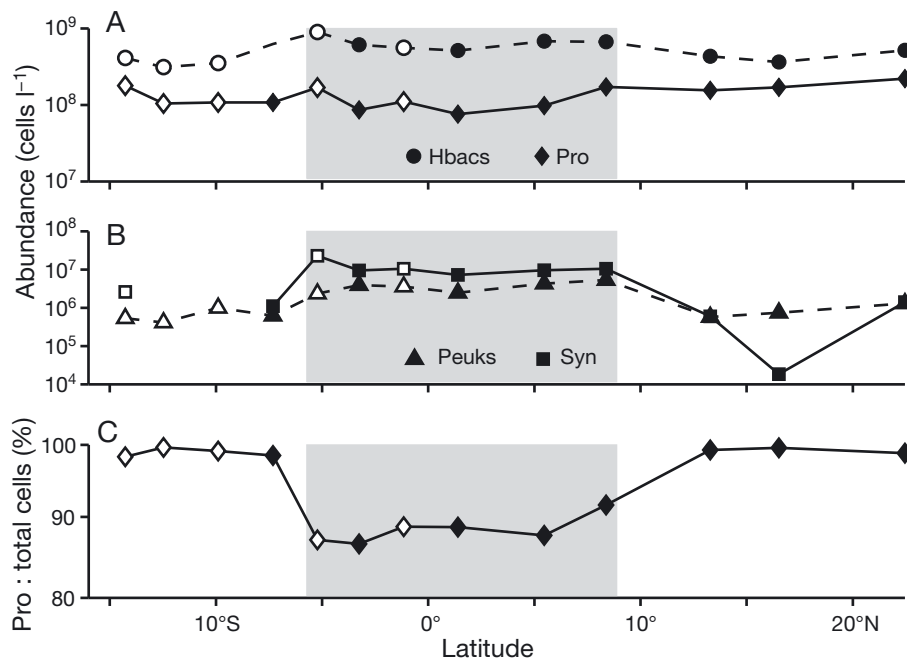 A
10⁹
10⁸
10⁷
Hbacs
Pro
Abundance (cells l⁻¹)
B
10⁸
10⁷
10⁶
10⁵
10⁴
Peuks
Syn
C
100
90
80
Pro : total cells (%)
10°S
0°
10°
20°N
Latitude